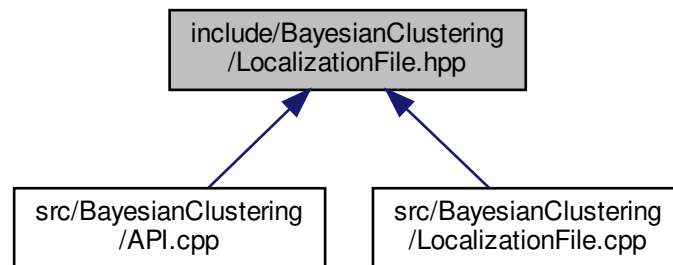 include/BayesianClustering
/LocalizationFile.hpp
src/BayesianClustering
/API.cpp
src/BayesianClustering
/LocalizationFile.cpp